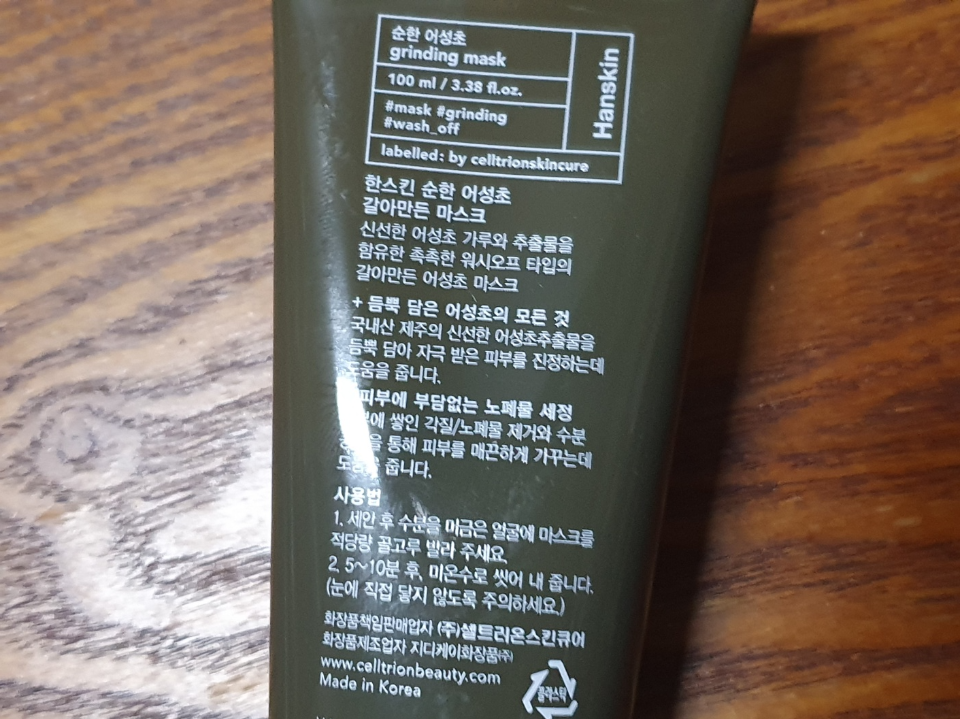 순한 어성초
grinding mask
100 ml / 3.38 fl.oz.
#mask #grinding
#wash_off
Hanskin
labelled: by celltrionskincure
한스킨 순한 어성초
갈아만든 마스크
신선한 어성초 가루와 추출물을
함유한 촉촉한 워시오프 타입의
갈아만든 어성초 마스크
+ 듬뿍 담은 어성초의 모든 것
국내산 제주의 신선한 어성초추출물을
듬뿍 담아 자극 받은 피부를 진정하는데
도움을 줍니다.
피부에 부담없는 노폐물 세정
쌓인 각질/노폐물 제거와 수분
통해 피부를 매끈하게 가꾸는데
줍니다.
사용법
1. 세안 후 수분을 머금은 얼굴에 마스크를
적당량 골고루 발라 주세요.
2. 5~10분 후, 미온수로 씻어 내 줍니다.
(눈에 직접 닿지 않도록 주의하세요.)
화장품책임판매업자 (주)셀트리온스킨큐어
화장품제조업자 지디케이화장품(주)
www.celltrionbeauty.com
Made in Korea
플라스틱